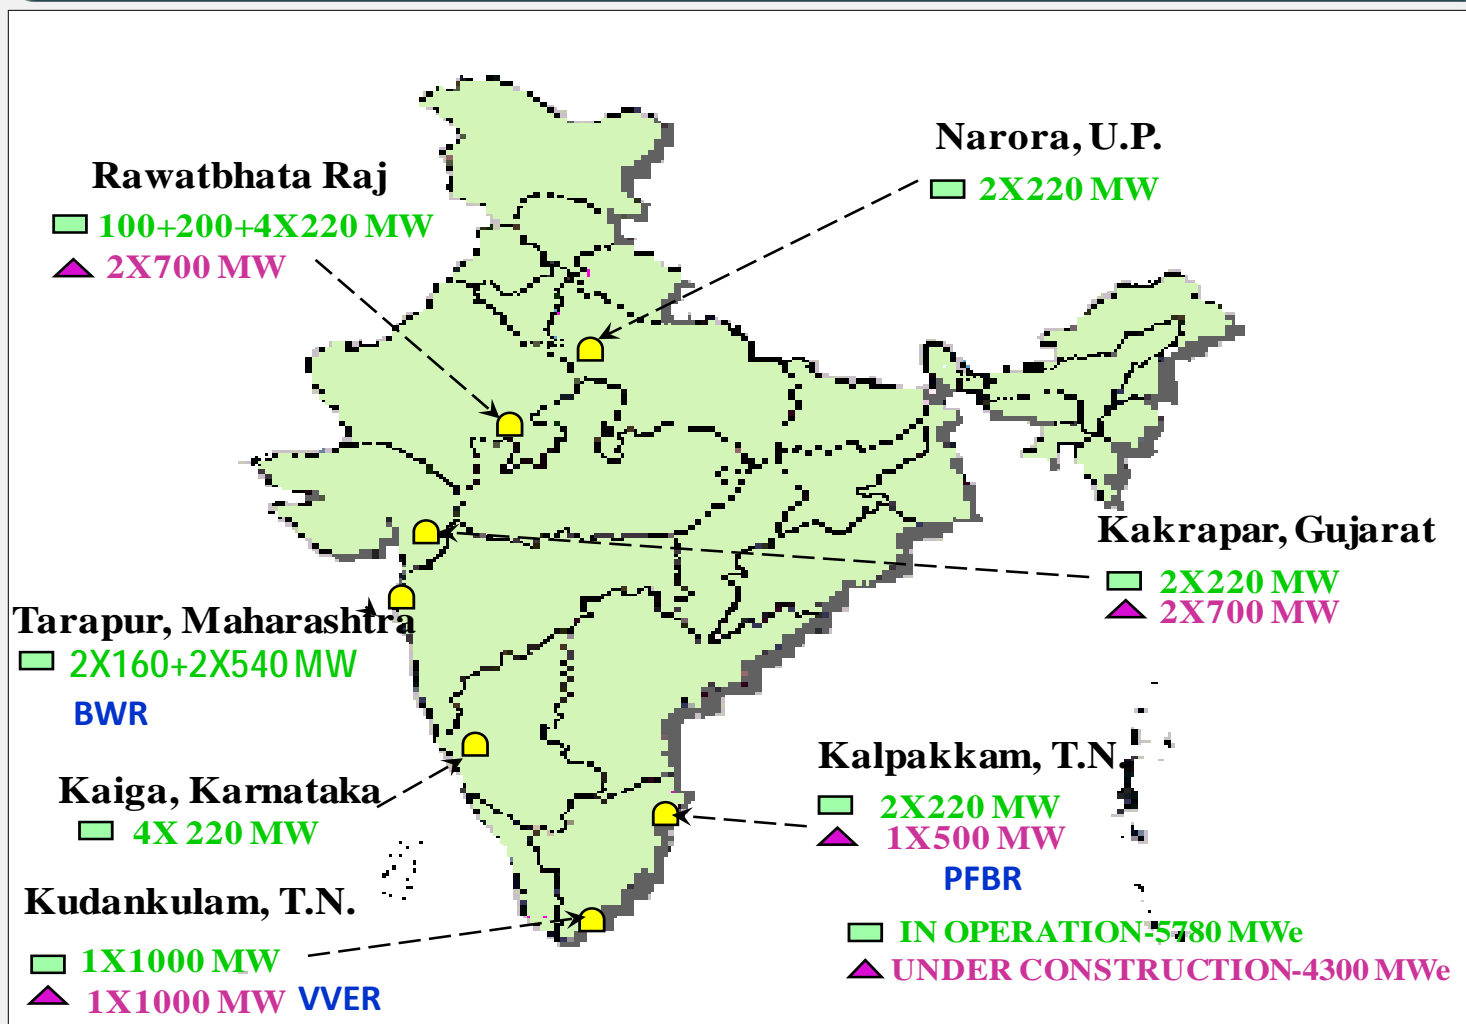 Rawatbhata Raj
100+200+4X220 MW
2X700 MW
Narora, U.P.
2X220 MW
Kakrapar, Gujarat
2X220 MW
2X700 MW
Tarapur, Maharashtra
2X160+2X540 MW
BWR
Kaiga, Karnataka
4X 220 MW
Kalpakkam, T.N.
2X220 MW
1X500 MW
PFBR
Kudankulam, T.N.
1X1000 MW
1X1000 MW VVER
IN OPERATION-5780 MWe
UNDER CONSTRUCTION-4300 MWe